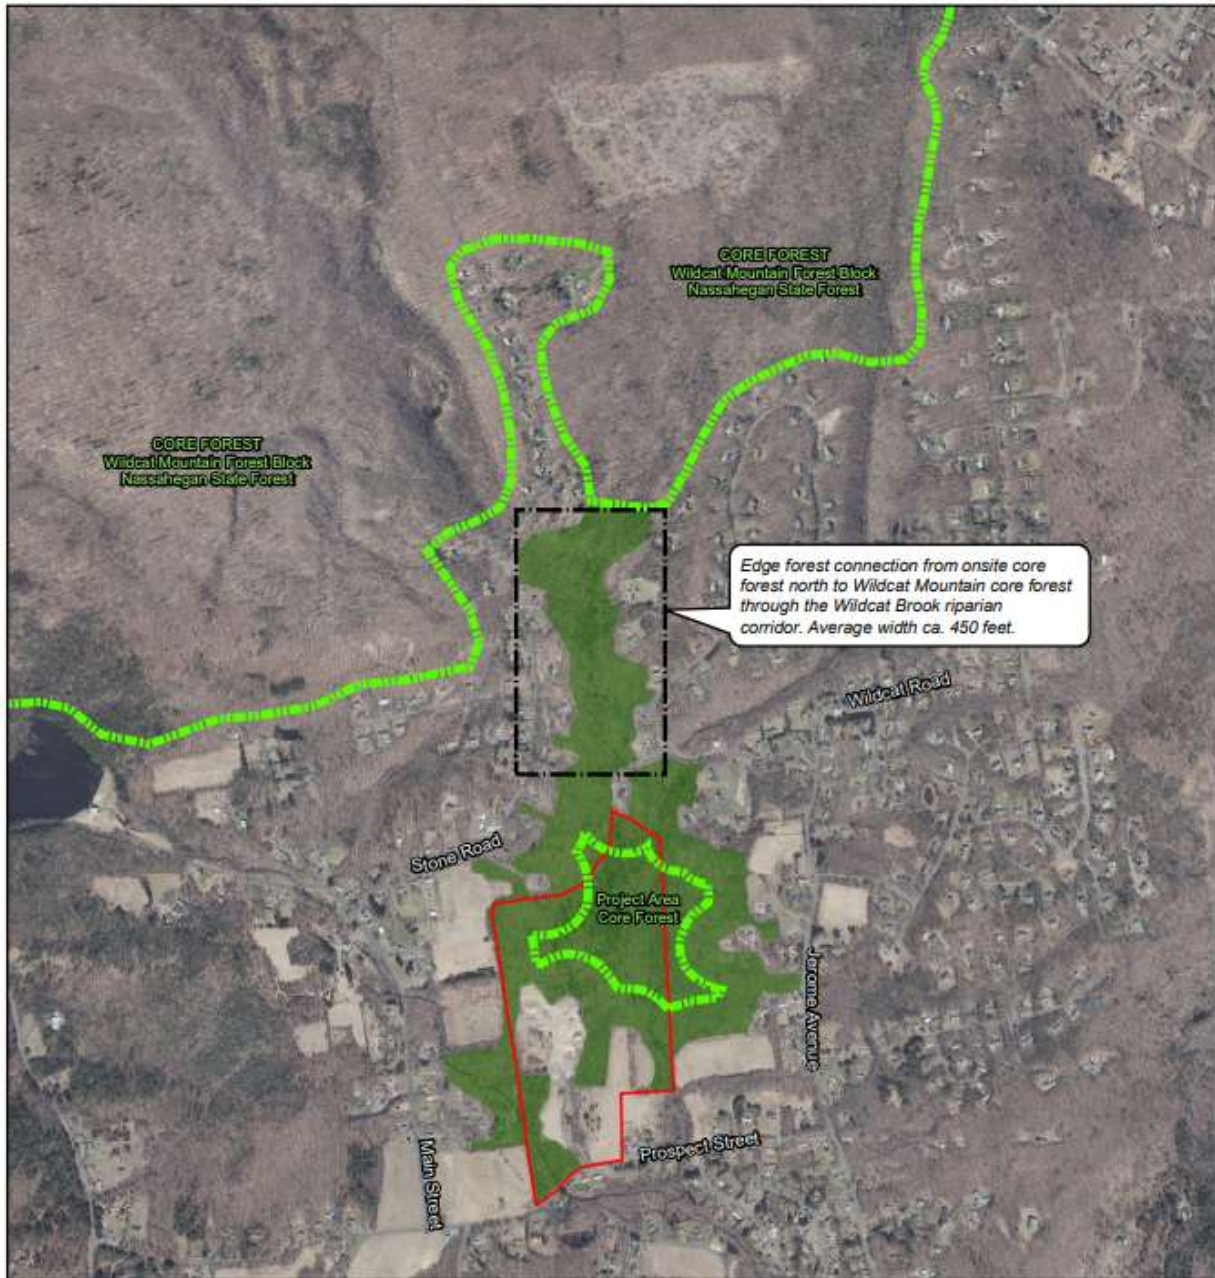 CORE FOREST
Wildcat Mountain Forest Block
Nassahegan State Forest
CORE FOREST
Wildcat Mountain Forest Block
Nassahegan State Forest
Edge forest connection from onsite core
forest north to Wildcat Mountain core forest
through the Wildcat Brook riparian
corridor. Average width ca. 450 feet.
Wildcat Road
Stone Road
Project Area
Core Forest
Jerome Avenue
Main Street
Prospect Street